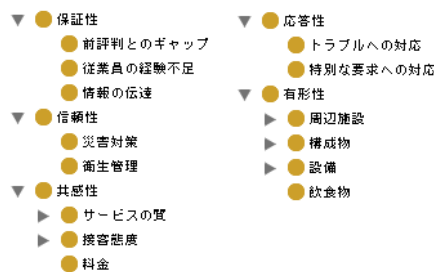 保証性
前評判とのギャップ
従業員の経験不足
情報の伝達
信頼性
災害対策
衛生管理
共感性
サービスの質
接客態度
料金
応答性
トラブルへの対応
特別な要求への対応
有形性
周辺施設
構成物
設備
飲食物